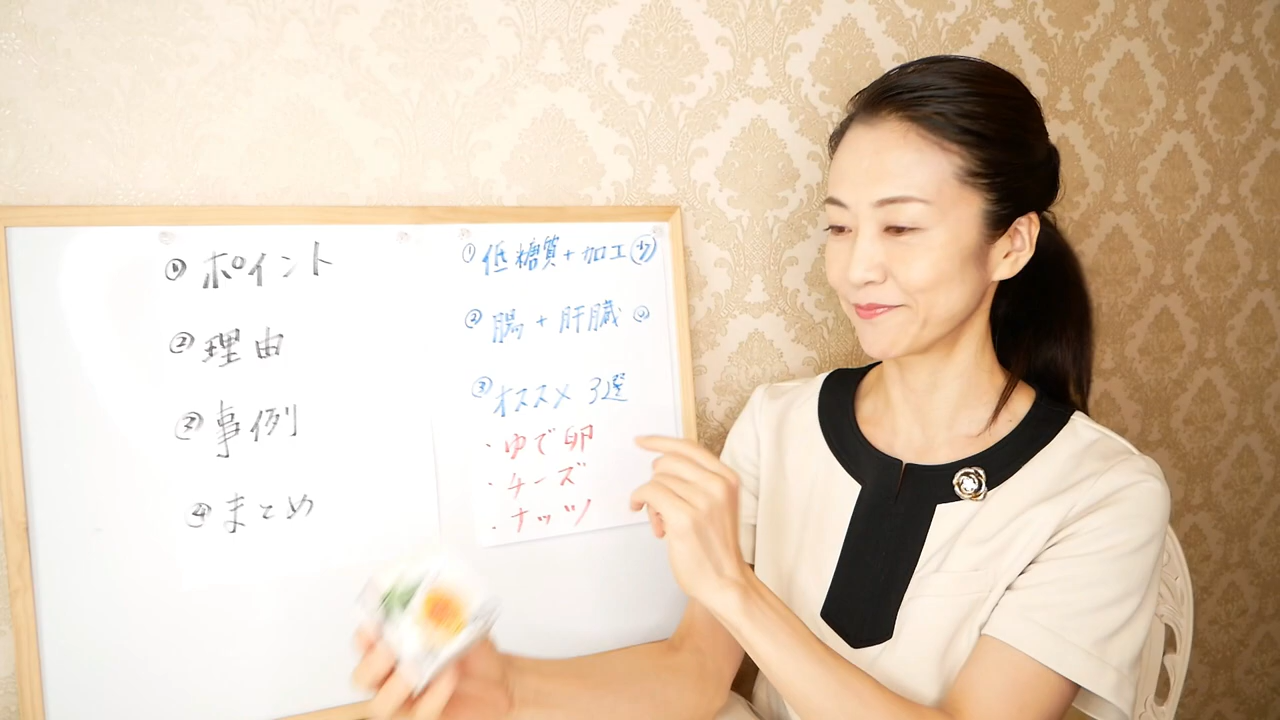 ① ポイント
② 理由
③ 事例
④ まとめ
① 低糖質+加工㊛
② 腸+肝臓
③ オススメ 3選
・ゆで卵
・チーズ
・ナッツ